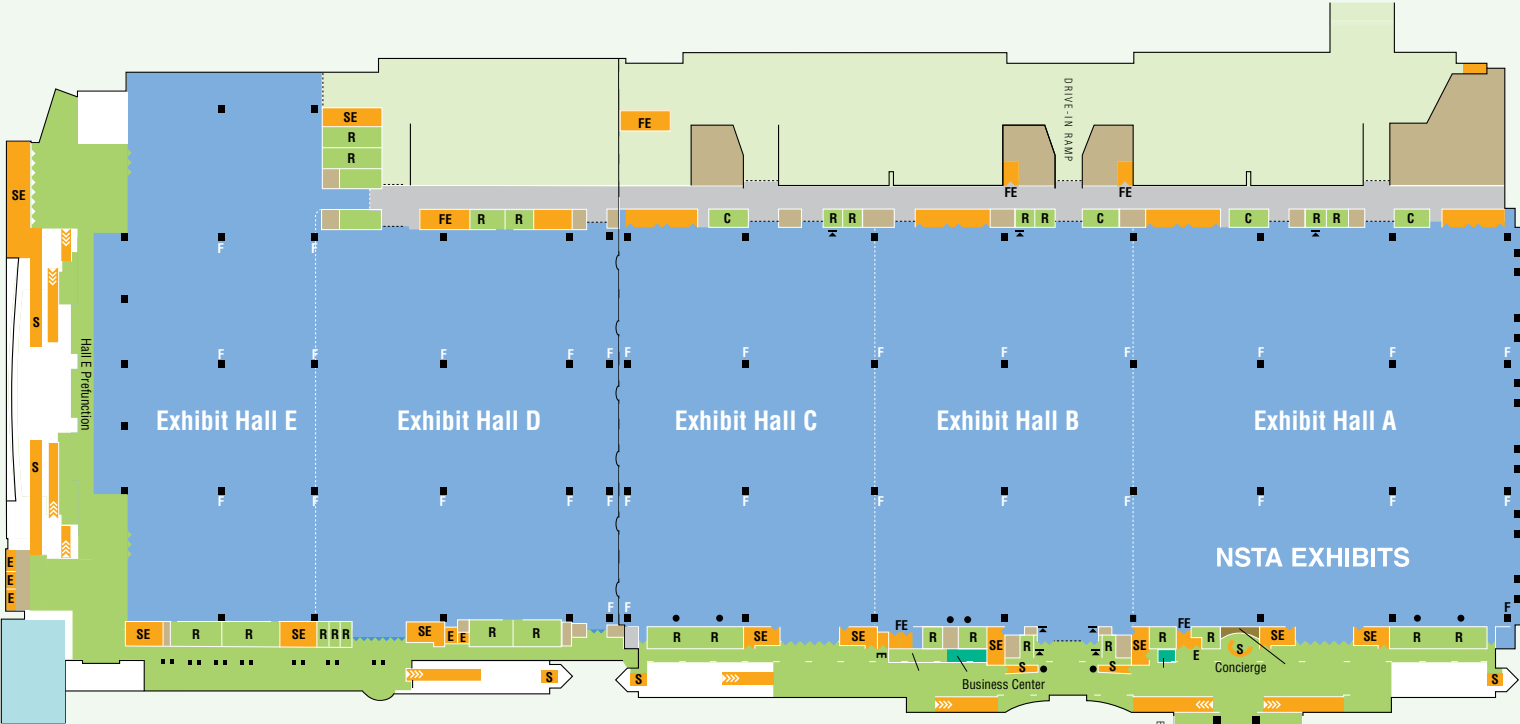 DRIVE-IN RAMP
SE
R
R
FE
SE
FE FE
FE R R C R R R R C C R R C
F F
S
F F F F F F F F F F F
Hall E Prefunction
Exhibit Hall E Exhibit Hall D Exhibit Hall C Exhibit Hall B Exhibit Hall A
S
F F F F F F F F F F F
NSTA EXHIBITS
E
E
E
F F F
SE R R SE R R R SE E E R R R R SE SE FE R R SE R R SE R FE R SE SE R R
E S S E S
Concierge
S S Business Center S